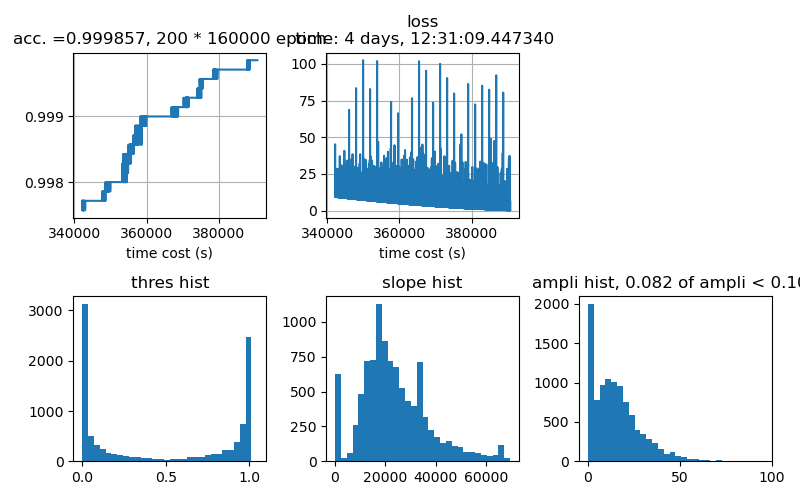 loss
acc. =0.999857, 200 * 160000 epoch
time: 4 days, 12:31:09.447340
0.999
0.998
340000 360000 380000
time cost (s)
100
75
50
25
0
340000 360000 380000
time cost (s)
thres hist
3000
2000
1000
0
0.0 0.5 1.0
slope hist
1000
750
500
250
0
0 20000 40000 60000
ampli hist, 0.082 of ampli < 0.10
2000
1500
1000
500
0
0 50 100